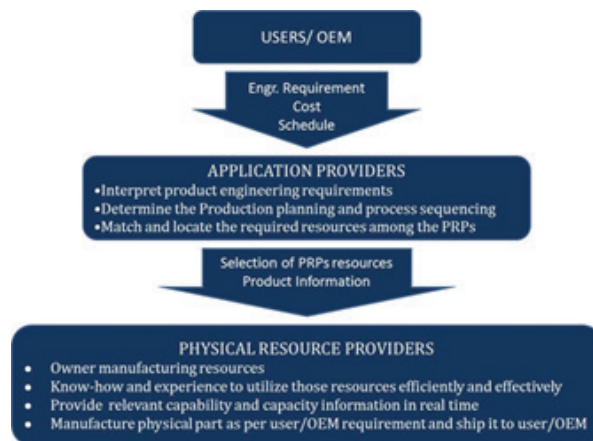 USERS/ OEM
Engr. Requirement
Cost
Schedule
APPLICATION PROVIDERS
•Interpret product engineering requirements
•Determine the Production planning and process sequencing
•Match and locate the required resources among the PRPs
Selection of PRPs resources
Product Information
PHYSICAL RESOURCE PROVIDERS
• Owner manufacturing resources
• Know-how and experience to utilize those resources efficiently and effectively
• Provide relevant capability and capacity information in real time
• Manufacture physical part as per user/OEM requirement and ship it to user/OEM